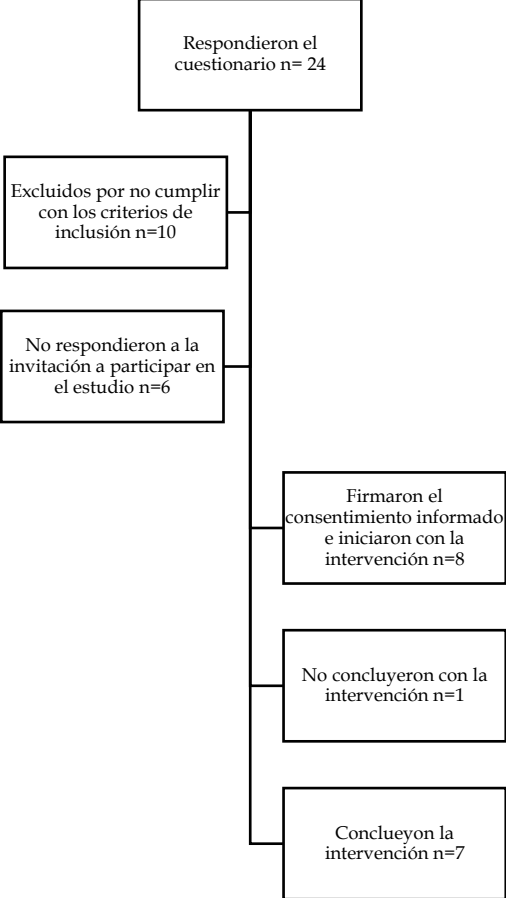 Respondieron el
cuestionario n= 24
Excluidos por no cumplir
con los criterios de
inclusión n=10
No respondieron a la
invitación a participar en
el estudio n=6
Firmaron el
consentimiento informado
e iniciaron con la
intervención n=8
No concluyeron con la
intervención n=1
Conclueyon la
intervención n=7